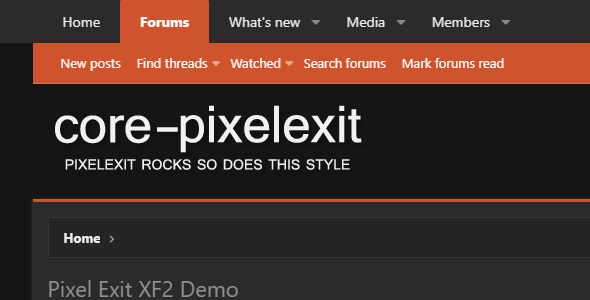 Home Forums What's new Media Members
New posts Find threads Watched Search forums Mark forums read
core-pixelexit
PIXELEXIT ROCKS SO DOES THIS STYLE
Home
Pixel Exit XF2 Demo